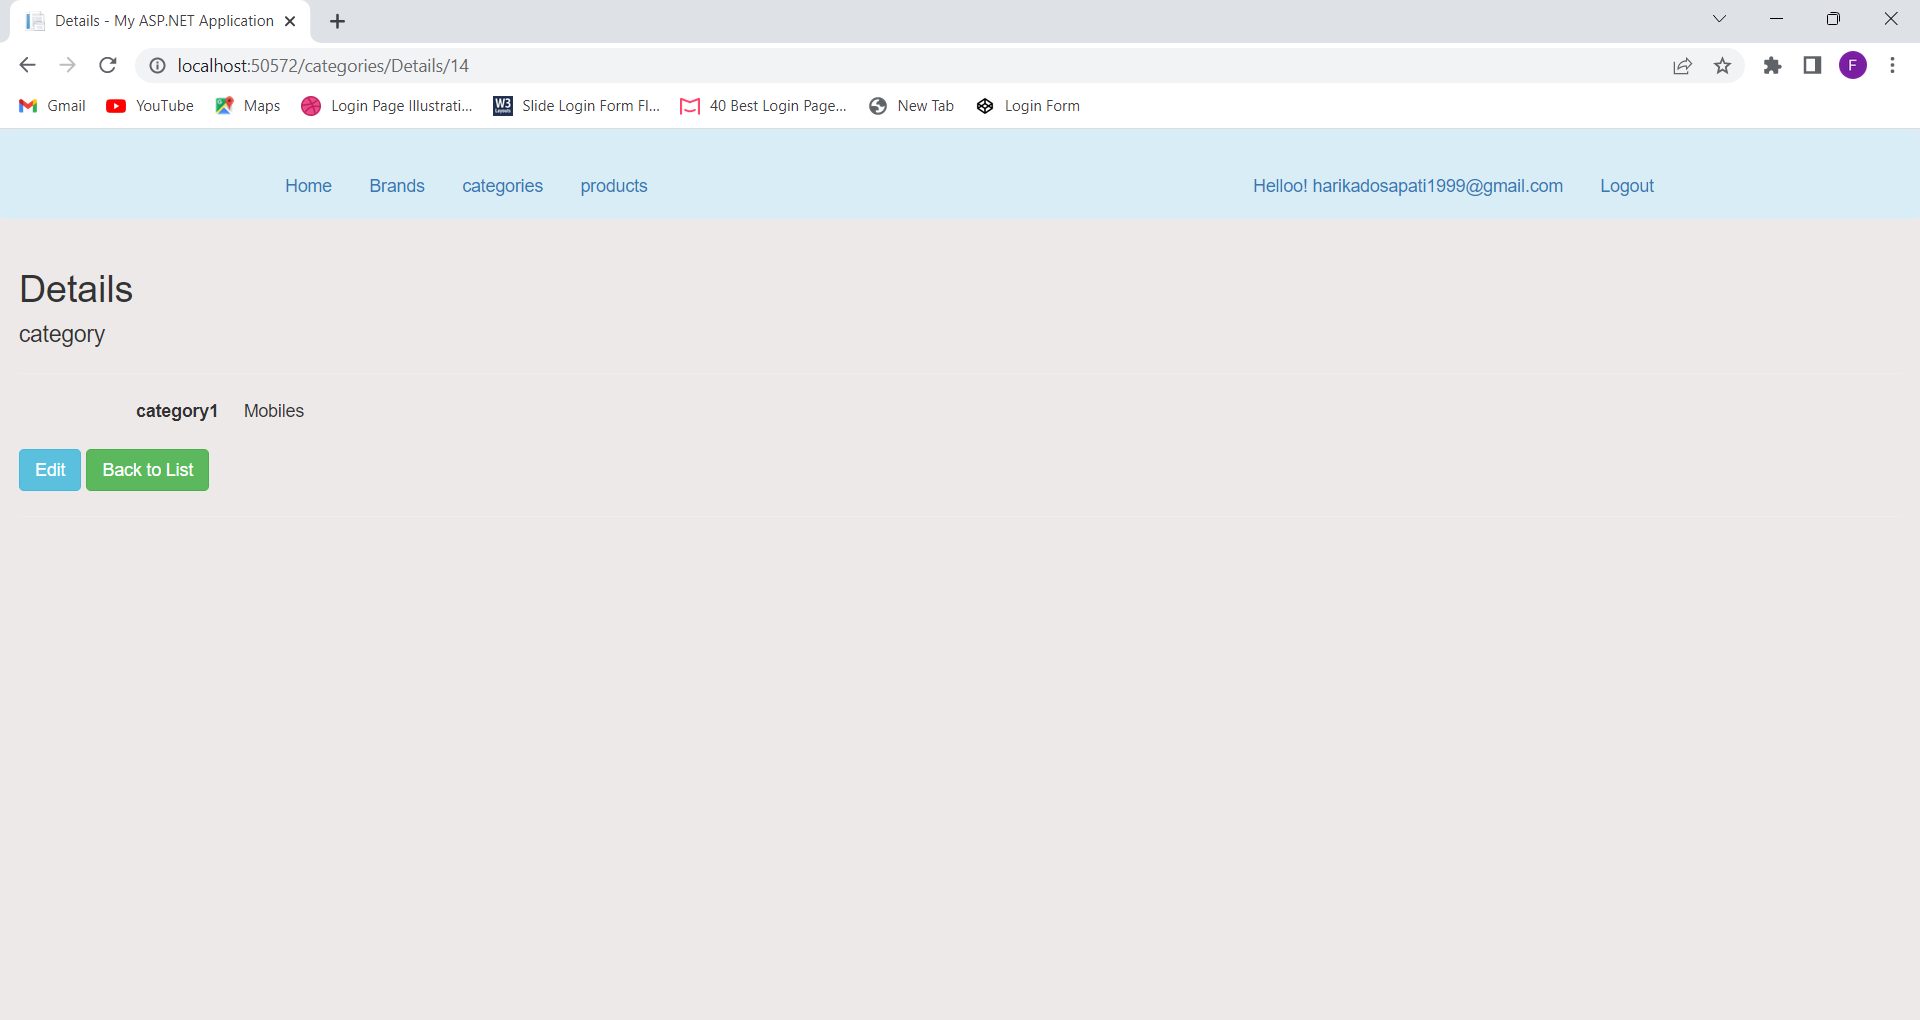 Details - My ASP.NET Application
localhost:50572/categories/Details/14
F
Gmail YouTube Maps Login Page Illustrati... W3 Layouts Slide Login Form Fl... 40 Best Login Page... New Tab Login Form
Home Brands categories products Helloo! harikadosapati1999@gmail.com Logout
Details
category
category1 Mobiles
Edit Back to List